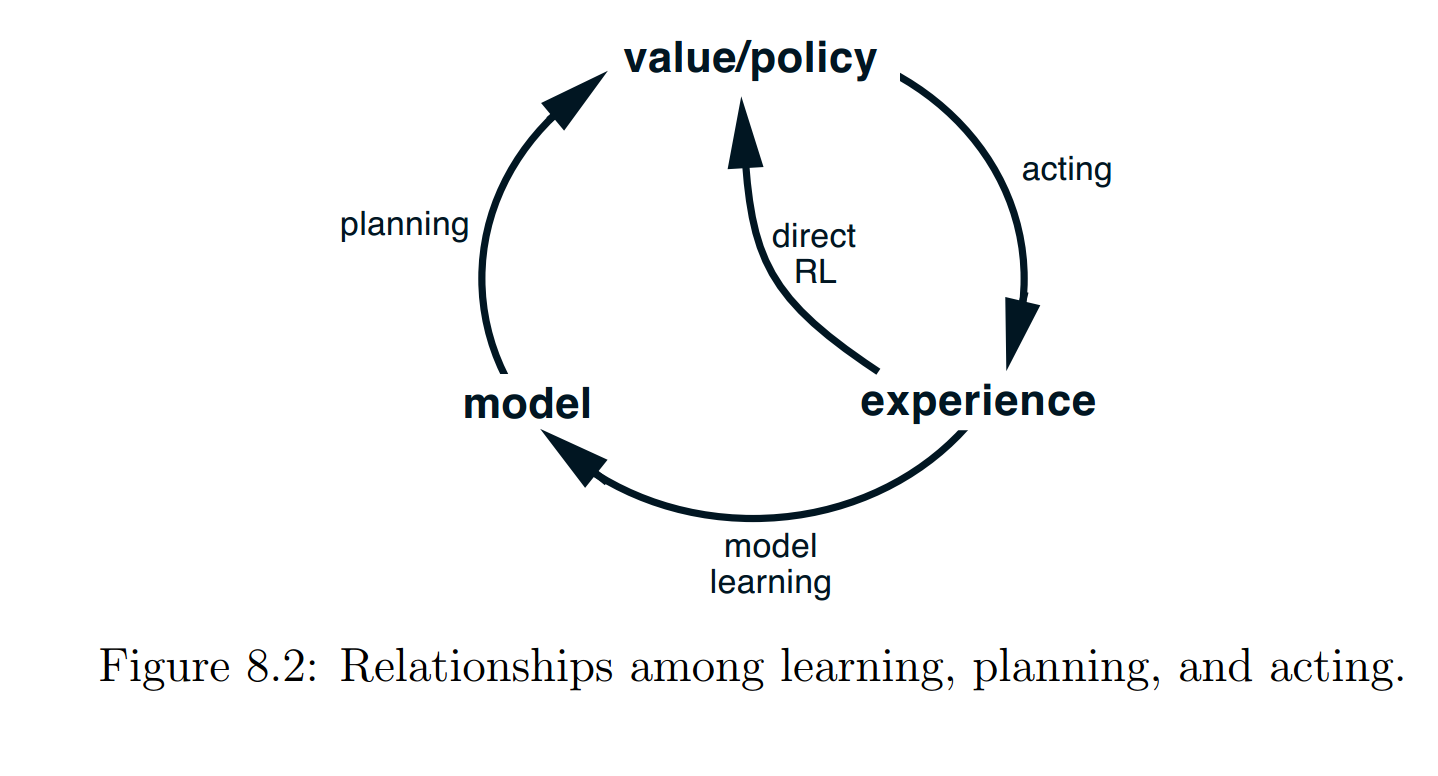 value/policy
acting
planning
direct
RL
model
experience
model
learning
Figure 8.2: Relationships among learning, planning, and acting.